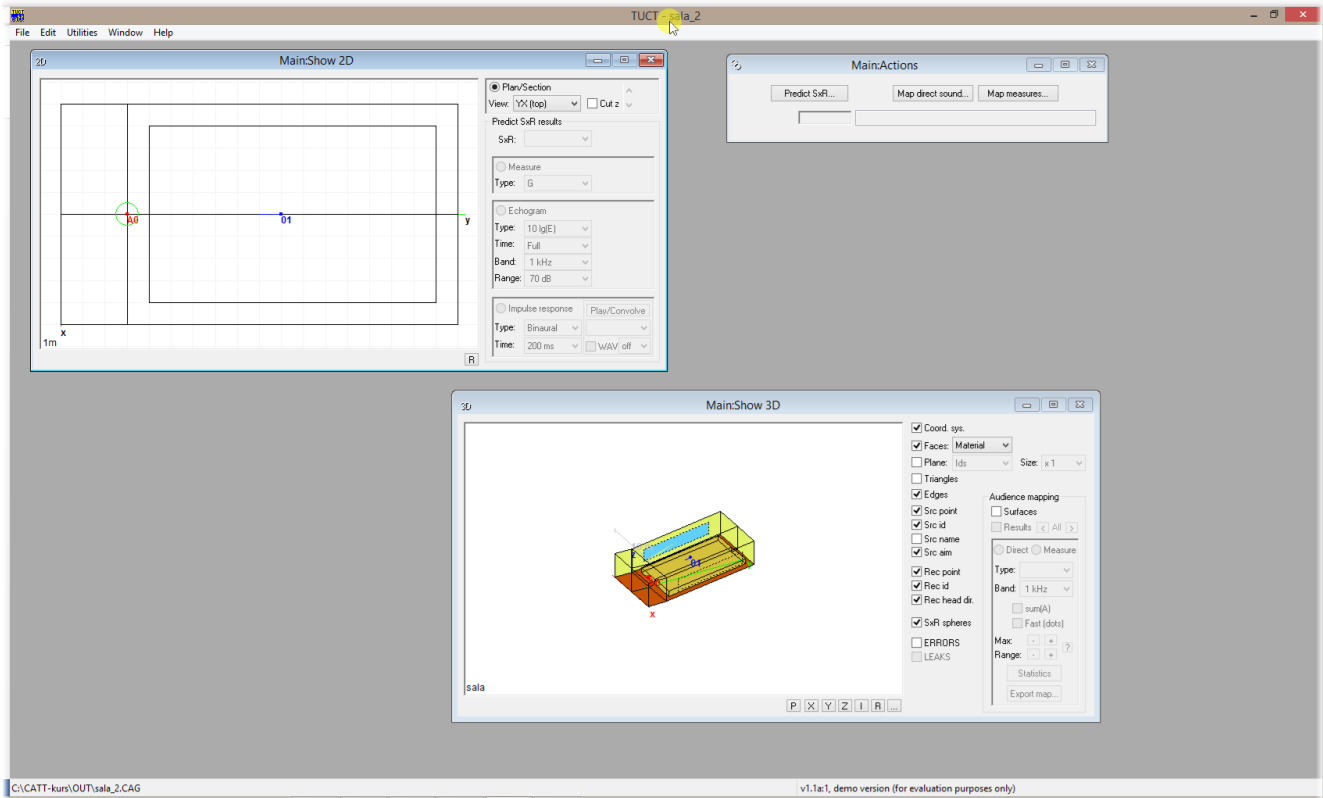 TUCT - sala_2
File Edit Utilities Window Help
2D Main:Show 2D
Plan/Section
View: YX (top) Cut z
Predict SxR results
SxR:
Measure
Type: G
Echogram
Type: 10 lg(E)
Time: Full
Band: 1 kHz
Range: 70 dB
Impulse response Play/Convolve
Type: Binaural
Time: 200 ms WAV off
A0 01 y
x
1m
R
Main:Actions
Predict SxR... Map direct sound... Map measures...
3D Main:Show 3D
Coord. sys.
Faces: Material
Plane: Ids Size: x 1
Triangles
Edges
Src point
Src id
Src name
Src aim
Rec point
Rec id
Rec head dir.
SxR spheres
ERRORS
LEAKS
Audience mapping
Surfaces
Results < All >
Direct Measure
Type:
Band: 1 kHz
sum(A)
Fast (dots)
Max: - + ?
Range: - +
Statistics
Export map...
z
01
x
sala
P X Y Z I R ...
C:\CATT-kurs\OUT\sala_2.CAG v1.1a:1, demo version (for evaluation purposes only)